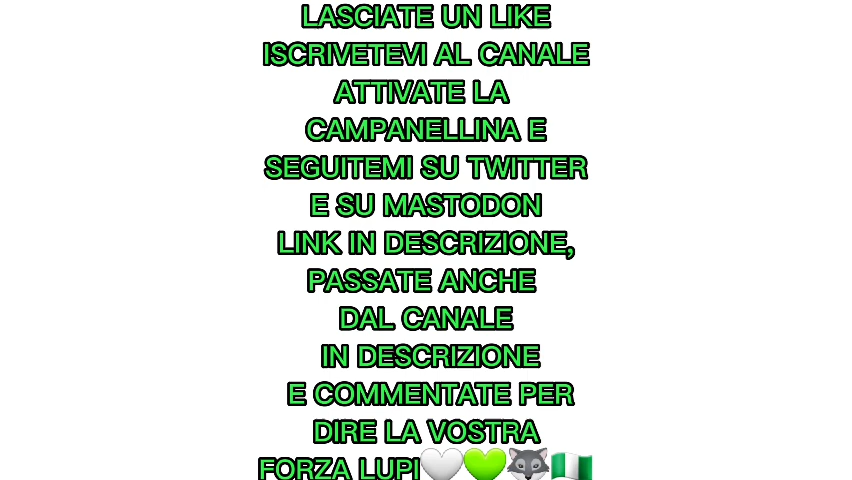 LASCIATE UN LIKE
ISCRIVETEVI AL CANALE
ATTIVATE LA
CAMPANELLINA E
SEGUITEMI SU TWITTER
E SU MASTODON
LINK IN DESCRIZIONE,
PASSATE ANCHE
DAL CANALE
IN DESCRIZIONE
E COMMENTATE PER
DIRE LA VOSTRA
FORZA LUPI🤍💚🐺🇳🇬